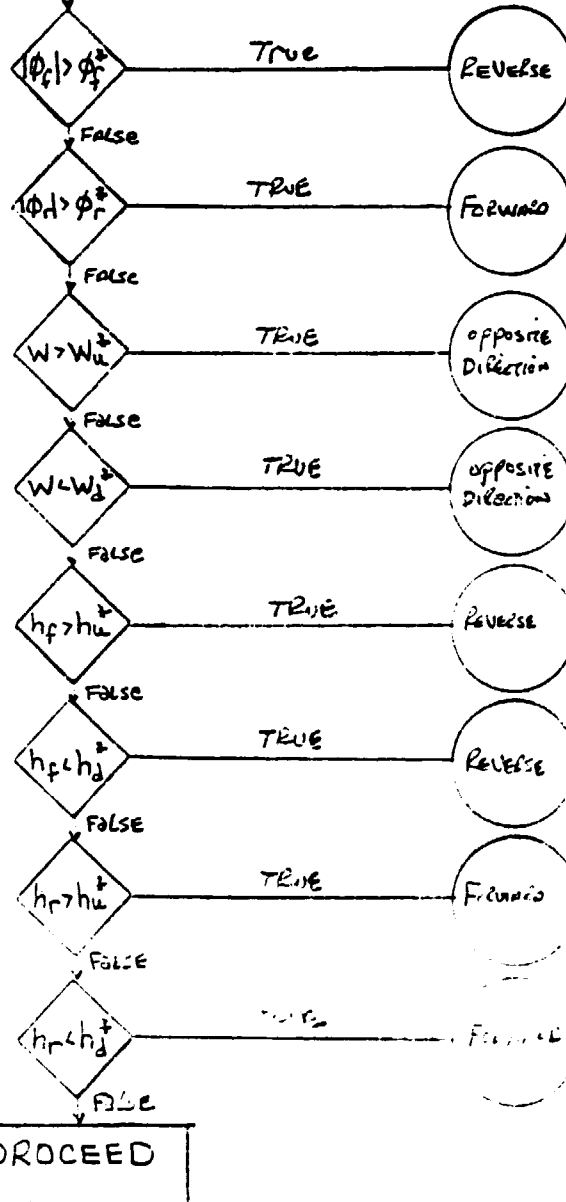 |ϕf|>ϕf* True REVERSE
FALSE
|ϕr|>ϕr* TRUE FORWARD
FALSE
W>Wu* TRUE OPPOSITE
DIRECTION
FALSE
W<Wd* TRUE OPPOSITE
DIRECTION
FALSE
hf>hu* TRUE REVERSE
FALSE
hf<hd* TRUE REVERSE
FALSE
hr>hu* TRUE FORWARD
FALSE
hr<hd*
FALSE
PROCEED